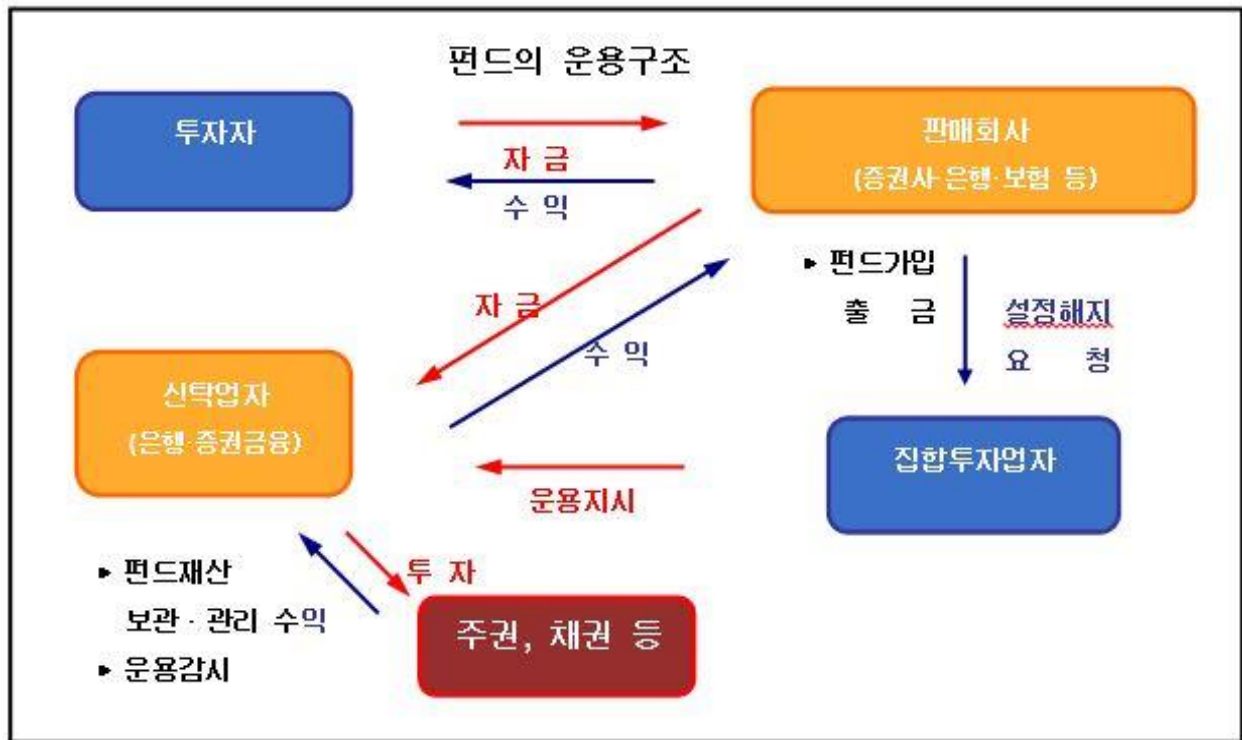 펀드의 운용구조
투자자
판매회사
(증권사·은행·보험 등)
자 금
수 익
▸ 펀드가입
출 금
설정해지
요 청
자 금
수 익
신탁업자
(은행·증권금융)
집합투자업자
운용지시
▸ 펀드재산
보관 · 관리 수익
▸ 운용감시
투 자
주권, 채권 등